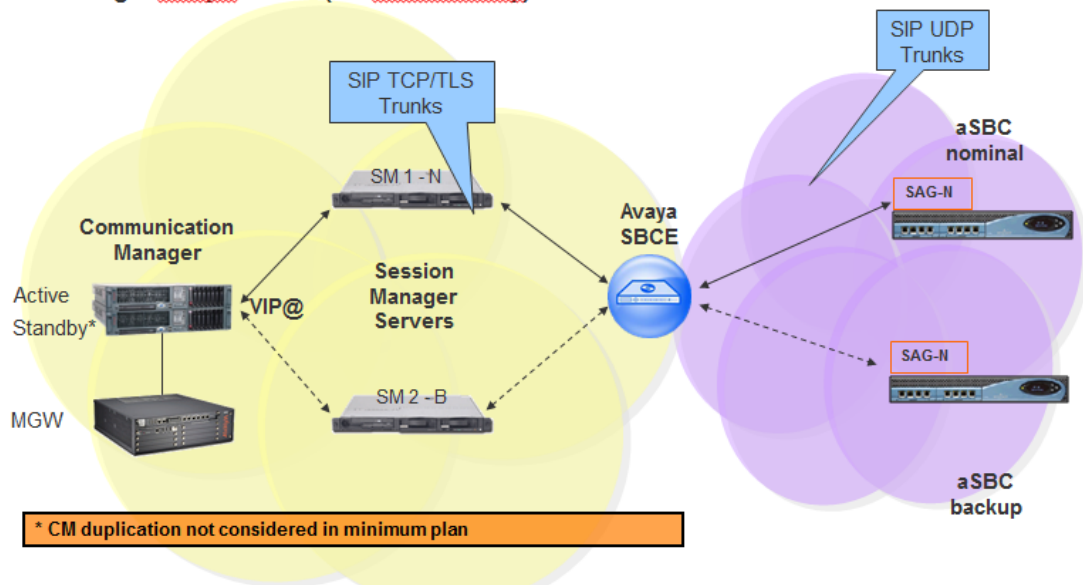 SIP UDP
Trunks
SIP TCP/TLS
Trunks
aSBC
nominal
SM 1 - N
SAG-N
Avaya
SBCE
Communication
Manager
Session
Manager
Servers
Active
Standby*
VIP@
SAG-N
SM 2 - B
MGW
aSBC
backup
* CM duplication not considered in minimum plan